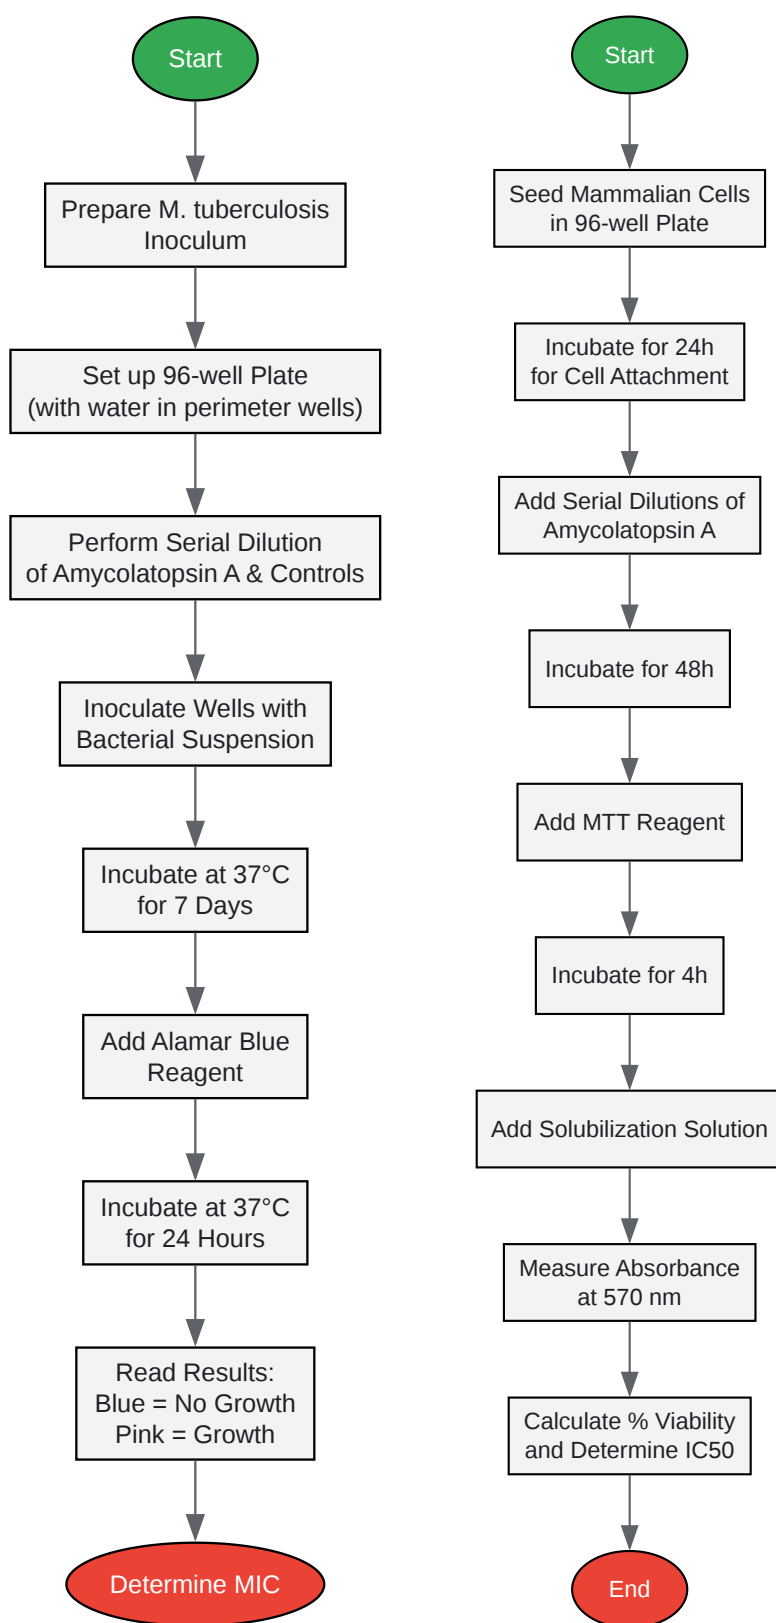 Start
Prepare M. tuberculosis
Inoculum
Set up 96-well Plate
(with water in perimeter wells)
Perform Serial Dilution
of Amycolatopsin A & Controls
Inoculate Wells with
Bacterial Suspension
Incubate at 37°C
for 7 Days
Add Alamar Blue
Reagent
Incubate at 37°C
for 24 Hours
Read Results:
Blue = No Growth
Pink = Growth
Determine MIC
Start
Seed Mammalian Cells
in 96-well Plate
Incubate for 24h
for Cell Attachment
Add Serial Dilutions of
Amycolatopsin A
Incubate for 48h
Add MTT Reagent
Incubate for 4h
Add Solubilization Solution
Measure Absorbance
at 570 nm
Calculate % Viability
and Determine IC50
End